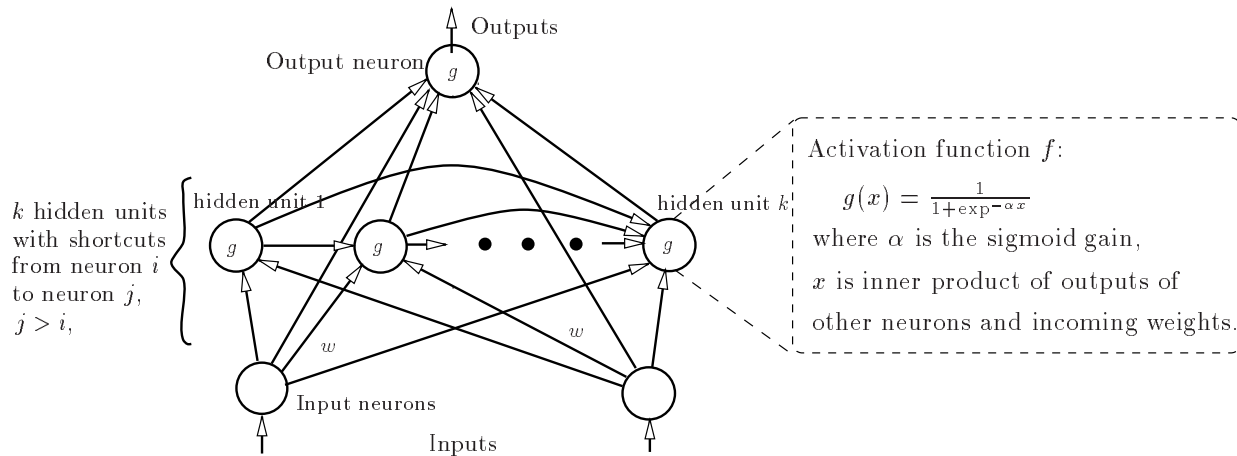 Outputs
Output neuron
g
hidden unit 1
hidden unit k
k hidden units
with shortcuts
from neuron i
to neuron j,
j > i,
g
g
g
w
w
Input neurons
Inputs
Activation function f:
g(x) = 1 / 1+exp^-αx
where α is the sigmoid gain,
x is inner product of outputs of
other neurons and incoming weights.